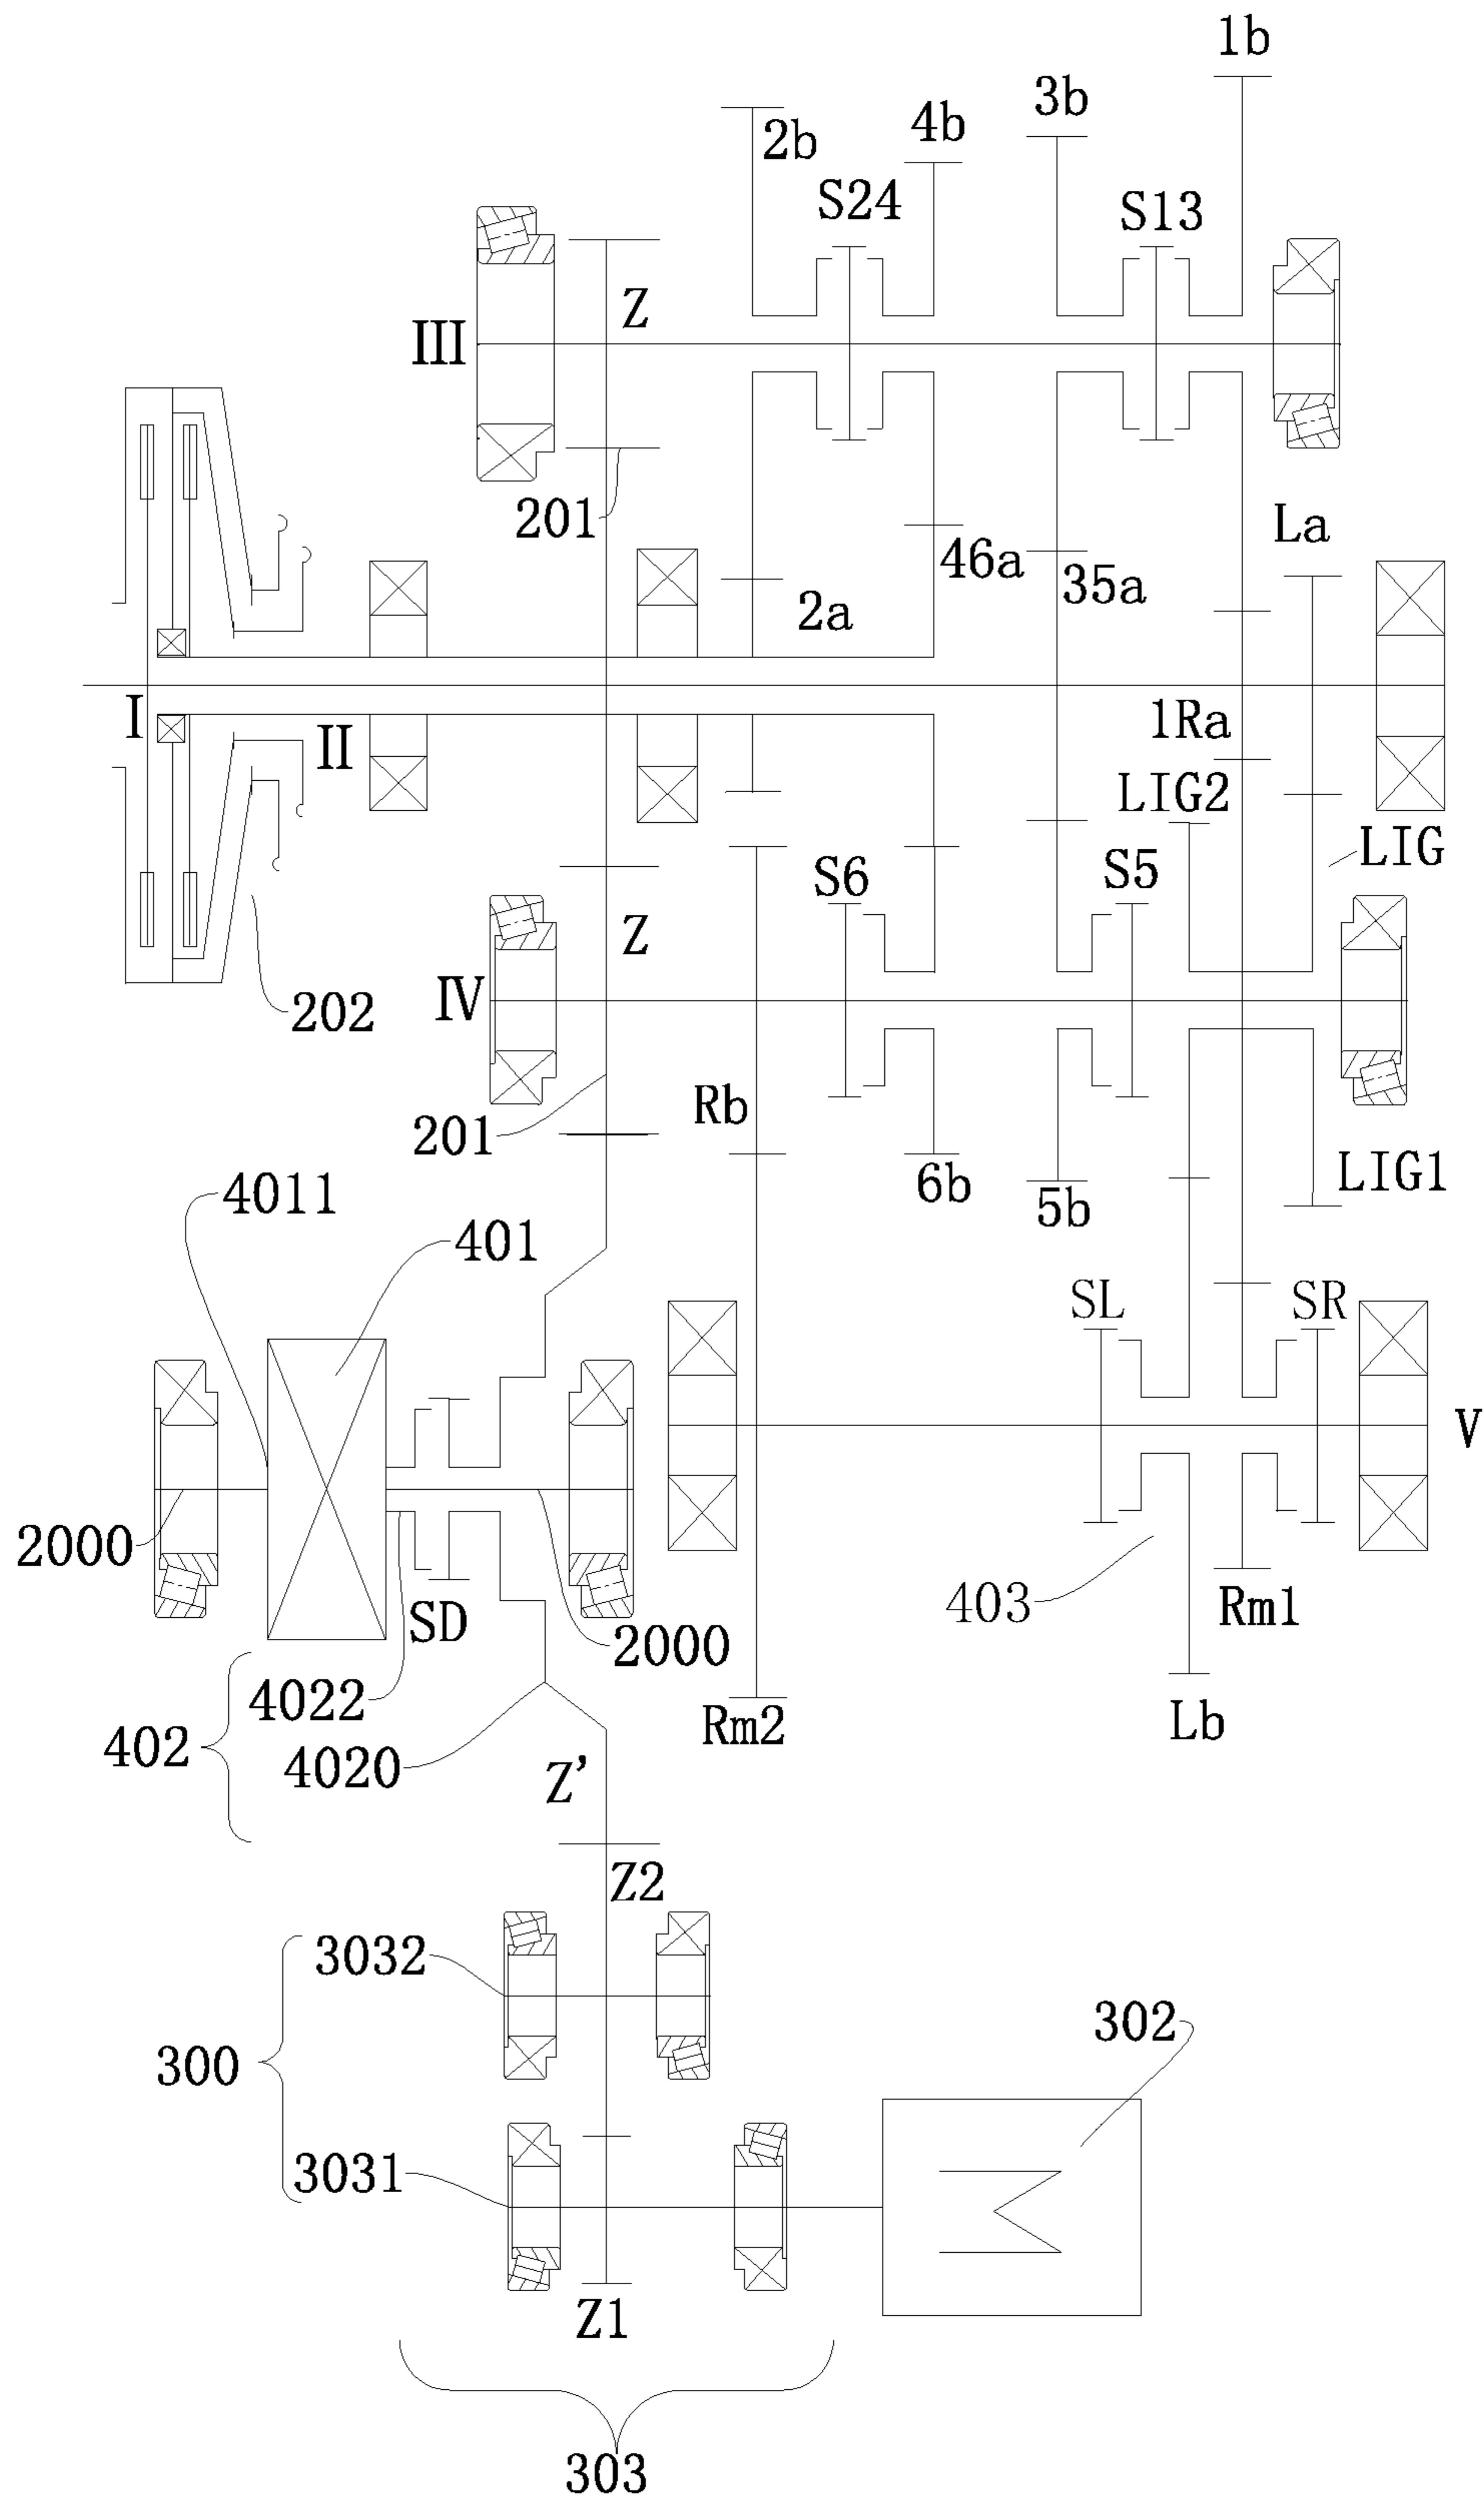 1b
3b
4b
2b
S24
S13
Z
III
201
La
46a
35a
2a
I
II
1Ra
LIG2
LIG
S6
S5
Z
IV
202
Rb
201
6b
LIG1
5b
4011
401
SL
SR
V
2000
403
Rm1
SD
2000
4022
Rm2
Lb
402
4020
Z'
Z2
3032
302
300
3031
Z1
303